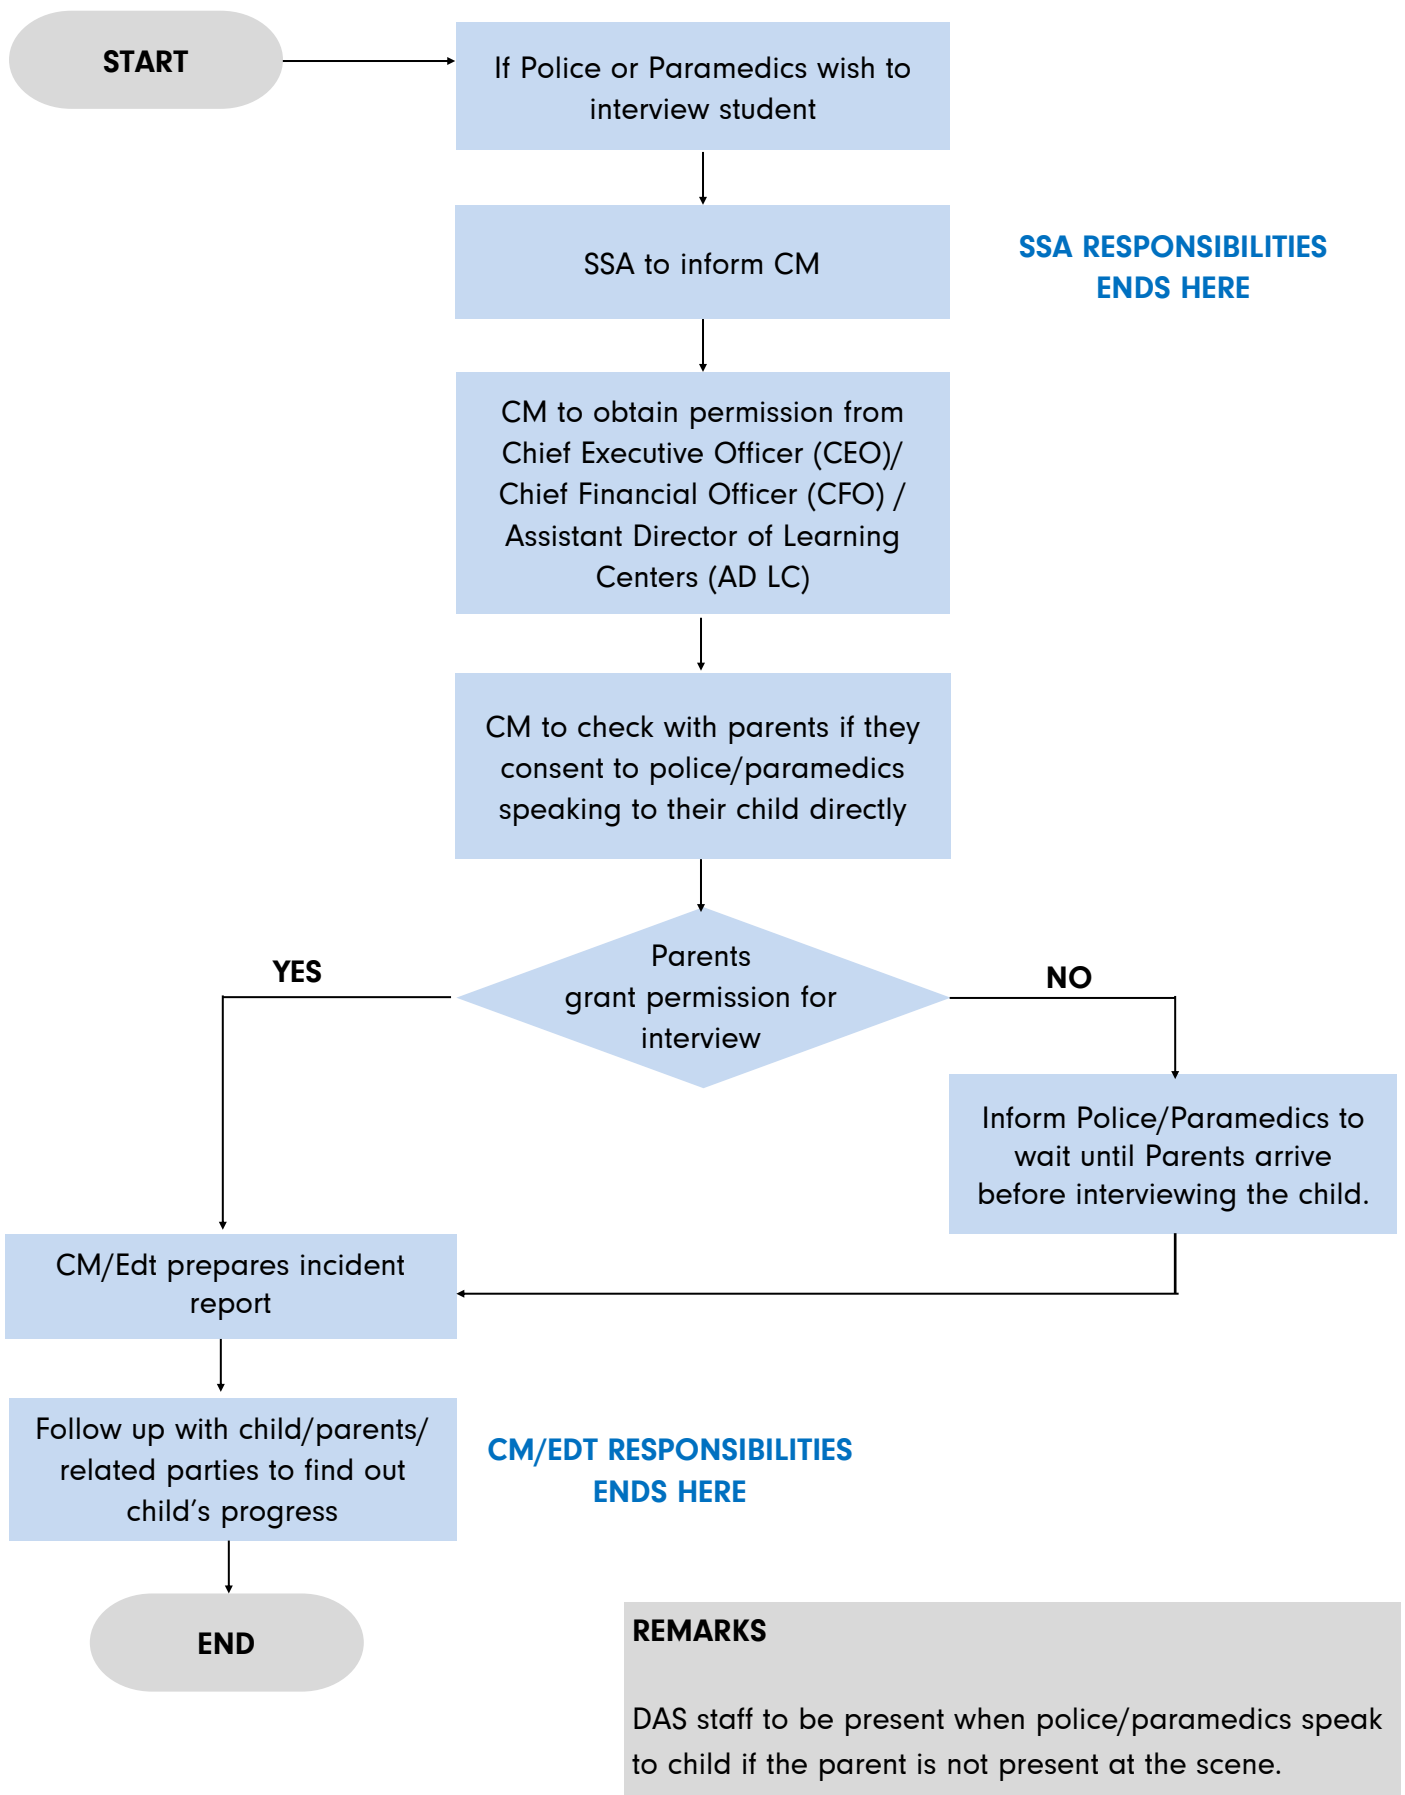 START
If Police or Paramedics wish to
interview student
SSA to inform CM
SSA RESPONSIBILITIES
ENDS HERE
CM to obtain permission from
Chief Executive Officer (CEO)/
Chief Financial Officer (CFO) /
Assistant Director of Learning
Centers (AD LC)
CM to check with parents if they
consent to police/paramedics
speaking to their child directly
Parents
grant permission for
interview
YES
NO
Inform Police/Paramedics to
wait until Parents arrive
before interviewing the child.
CM/Edt prepares incident
report
Follow up with child/parents/
related parties to find out
child’s progress
CM/EDT RESPONSIBILITIES
ENDS HERE
END
REMARKS
DAS staff to be present when police/paramedics speak
to child if the parent is not present at the scene.